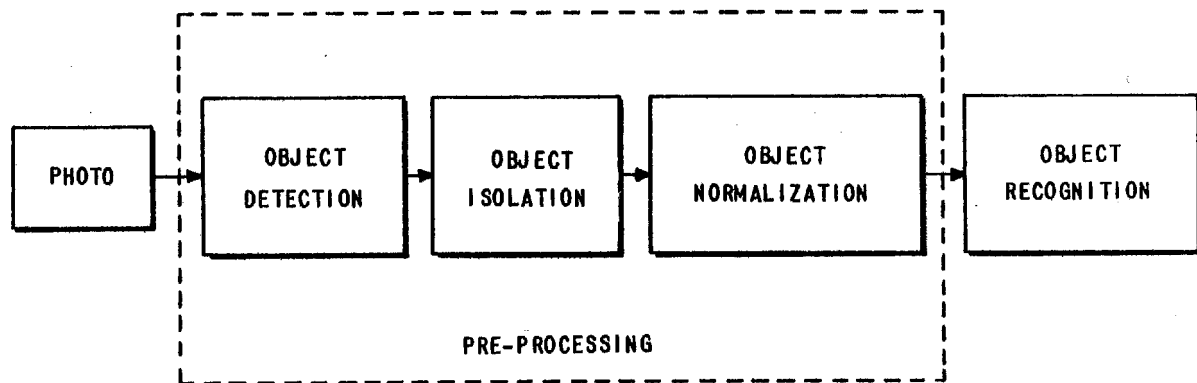 PHOTO
OBJECT
DETECTION
OBJECT
ISOLATION
OBJECT
NORMALIZATION
OBJECT
RECOGNITION
PRE-PROCESSING